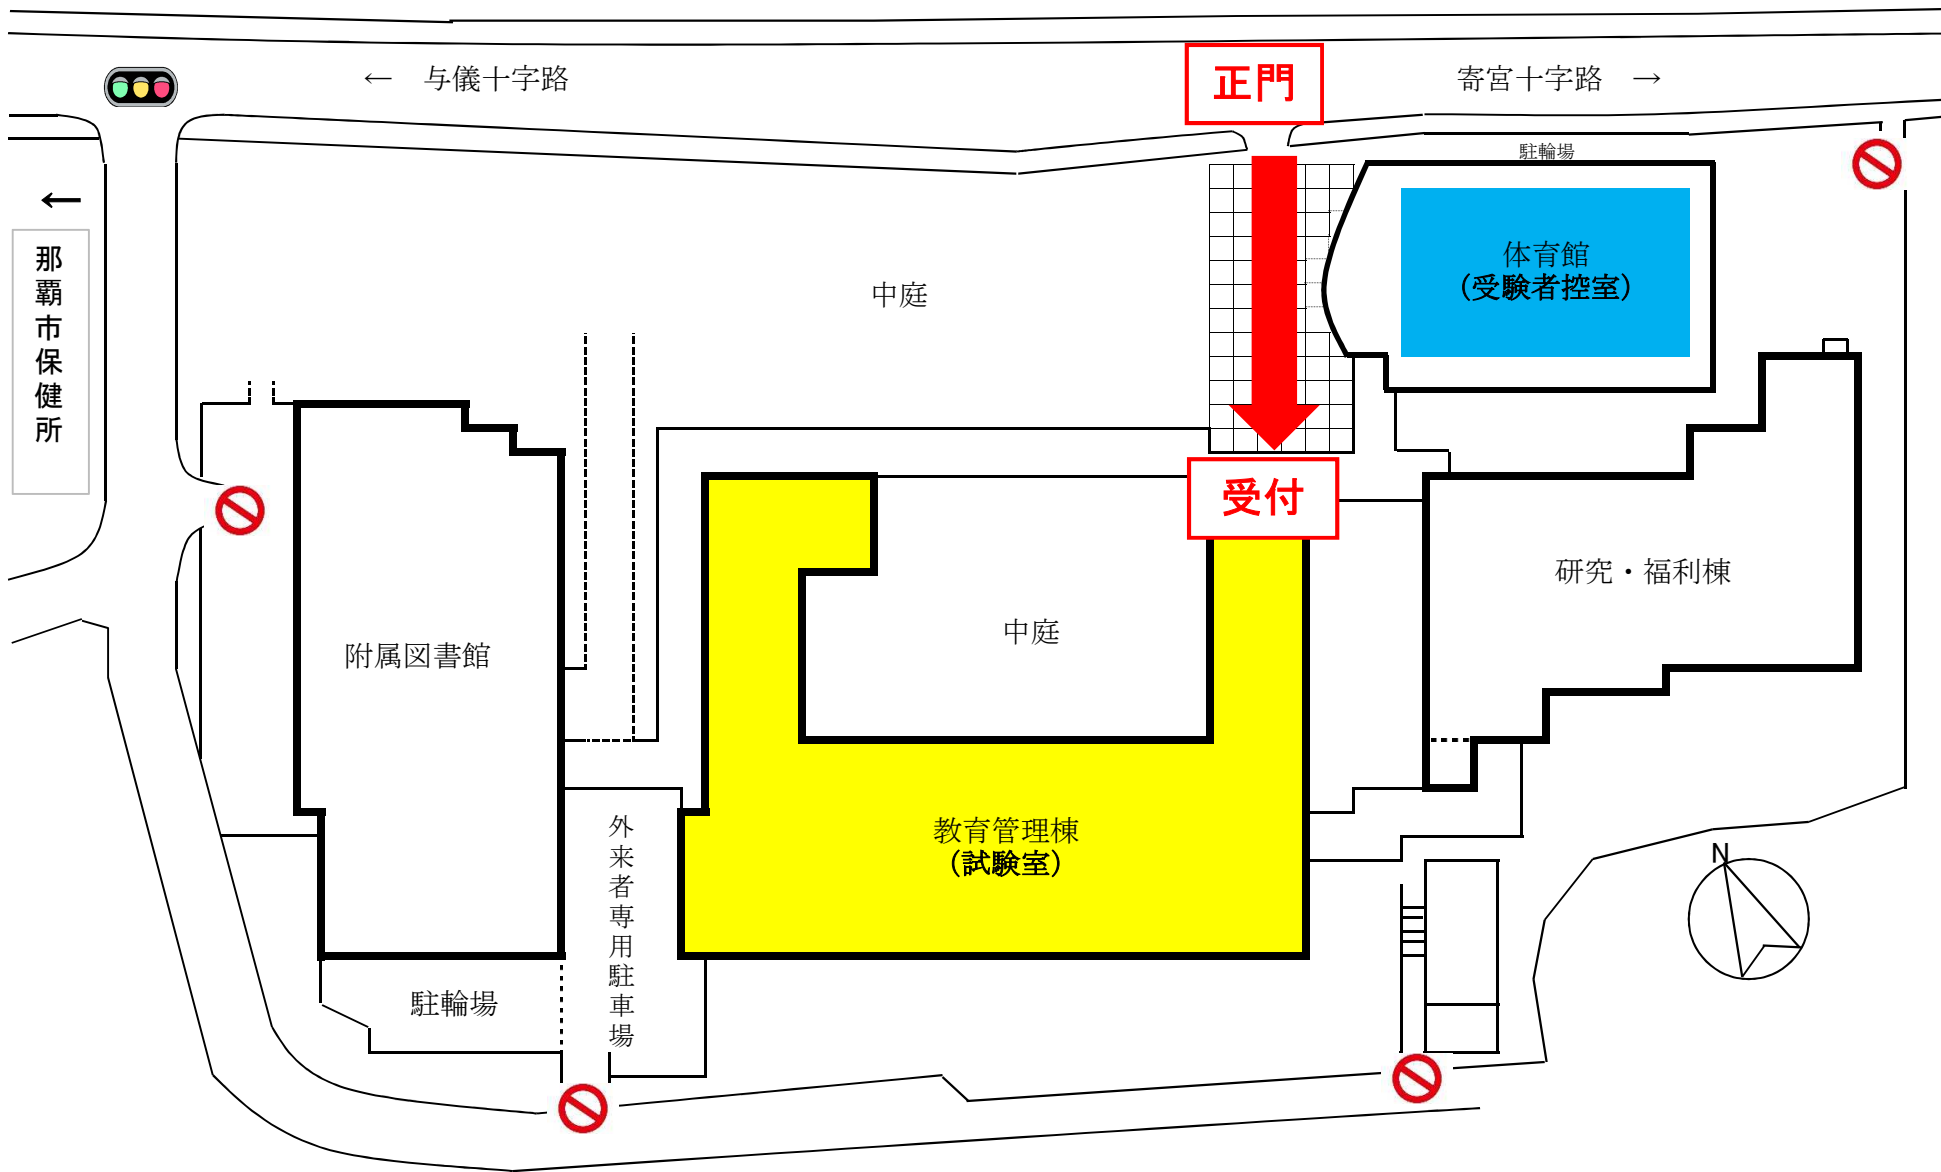 ← 与儀十字路
正門
寄宮十字路 →
駐輪場
←
那覇市保健所
体育館
（受験者控室）
中庭
受付
研究・福利棟
中庭
附属図書館
外来者専用駐車場
教育管理棟
（試験室）
N
駐輪場